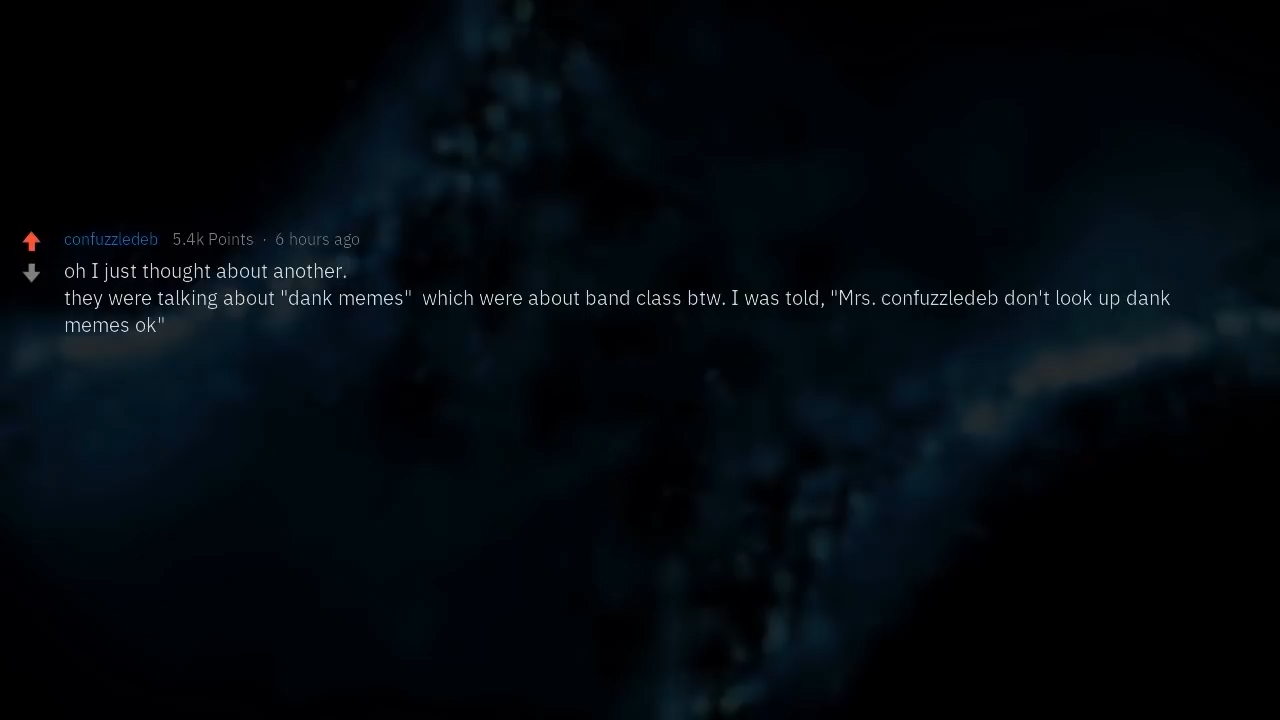 confuzzledeb 5.4k Points · 6 hours ago
oh I just thought about another.
they were talking about "dank memes"  which were about band class btw. I was told, "Mrs. confuzzledeb don't look up dank
memes ok"